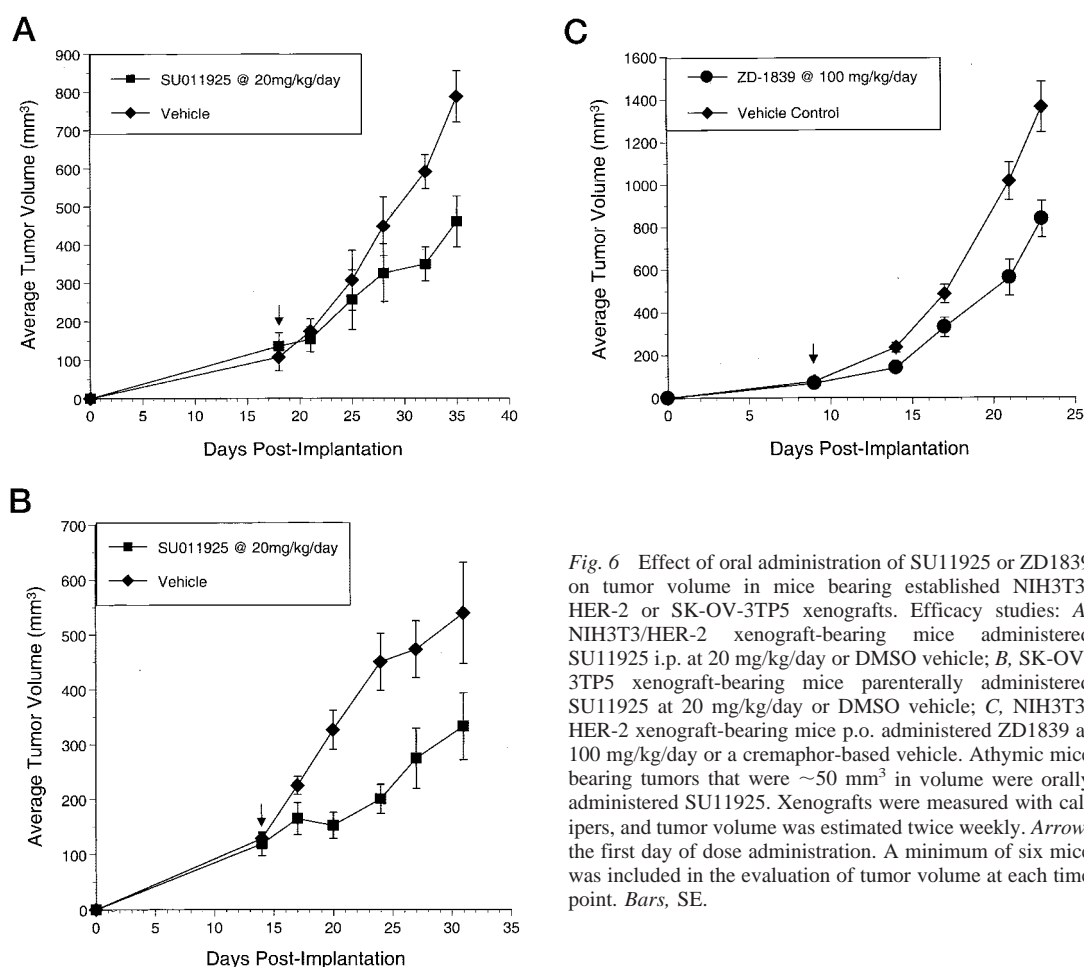 A
SU011925 @ 20mg/kg/day
Vehicle
900
800
700
600
500
400
300
200
100
0
Average Tumor Volume (mm³)
0 5 10 15 20 25 30 35 40
Days Post-Implantation
C
ZD-1839 @ 100 mg/kg/day
Vehicle Control
1600
1400
1200
1000
800
600
400
200
0
Average Tumor Volume (mm³)
0 5 10 15 20 25
Days Post-Implantation
B
SU011925 @ 20mg/kg/day
Vehicle
700
600
500
400
300
200
100
0
Average Tumor Volume (mm³)
0 5 10 15 20 25 30 35
Days Post-Implantation
Fig. 6 Effect of oral administration of SU11925 or ZD1839
on tumor volume in mice bearing established NIH3T3
HER-2 or SK-OV-3TP5 xenografts. Efficacy studies: A
NIH3T3/HER-2 xenograft-bearing mice administered
SU11925 i.p. at 20 mg/kg/day or DMSO vehicle; B, SK-OV-
3TP5 xenograft-bearing mice parenterally administered
SU11925 at 20 mg/kg/day or DMSO vehicle; C, NIH3T3
HER-2 xenograft-bearing mice p.o. administered ZD1839 a
100 mg/kg/day or a cremaphor-based vehicle. Athymic mice
bearing tumors that were ~50 mm³ in volume were orally
administered SU11925. Xenografts were measured with cal-
ipers, and tumor volume was estimated twice weekly. Arrow
the first day of dose administration. A minimum of six mice
was included in the evaluation of tumor volume at each time
point. Bars, SE.